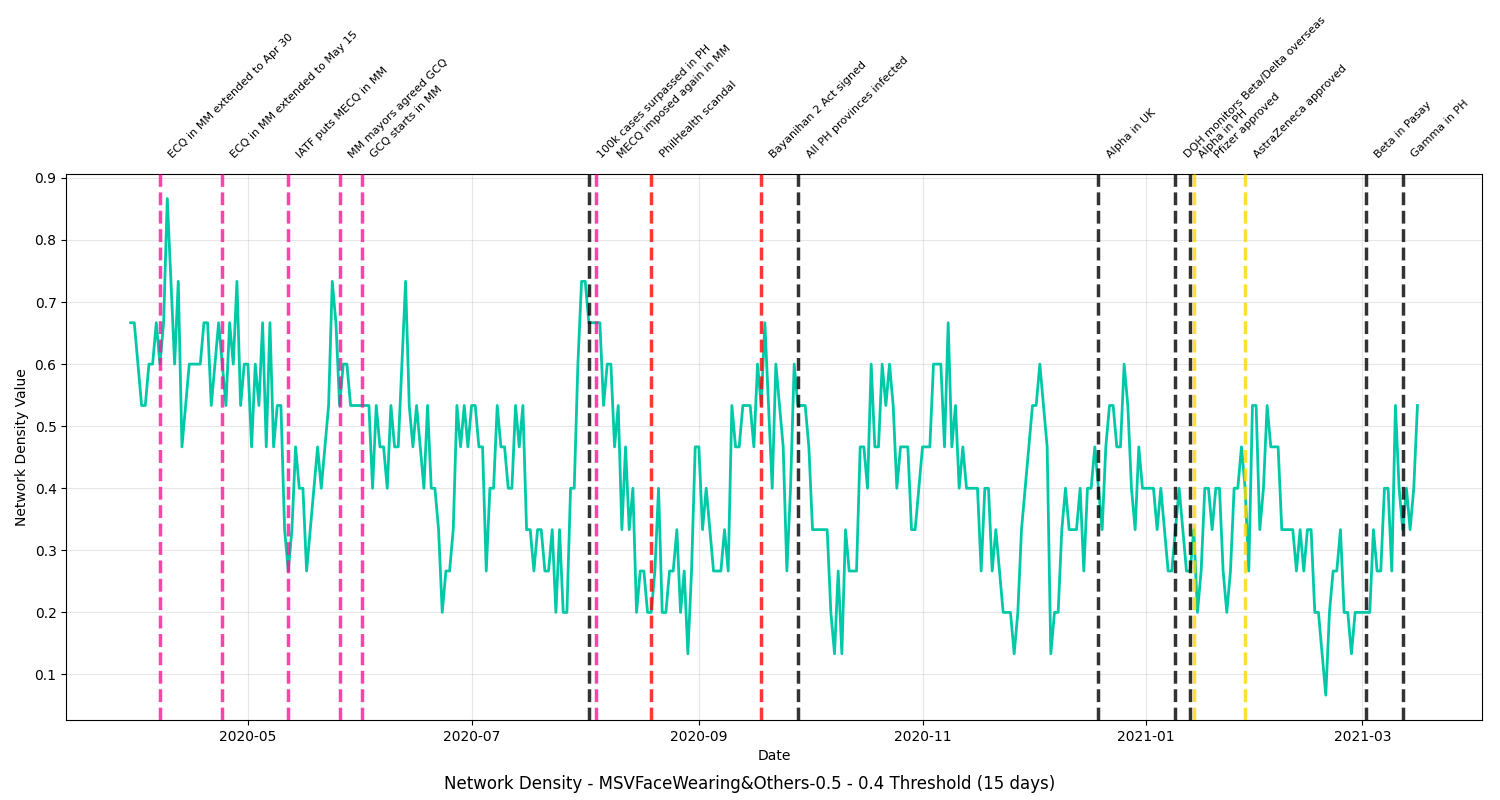 ECQ in MM extended to Apr 30
ECQ in MM extended to May 15
IATF puts MECQ in MM
MM mayors agreed GCQ
GCQ starts in MM
100k cases surpassed in PH
MECQ imposed again in MM
PhilHealth scandal
Bayanihan 2 Act signed
All PH provinces infected
Alpha in UK
DOH monitors Beta/Delta overseas
Alpha in PH
Pfizer approved
AstraZeneca approved
Beta in Pasay
Gamma in PH
Network Density Value
0.9
0.8
0.7
0.6
0.5
0.4
0.3
0.2
0.1
2020-05
2020-07
2020-09
2020-11
2021-01
2021-03
Date
Network Density - MSVFaceWearing&Others-0.5 - 0.4 Threshold (15 days)